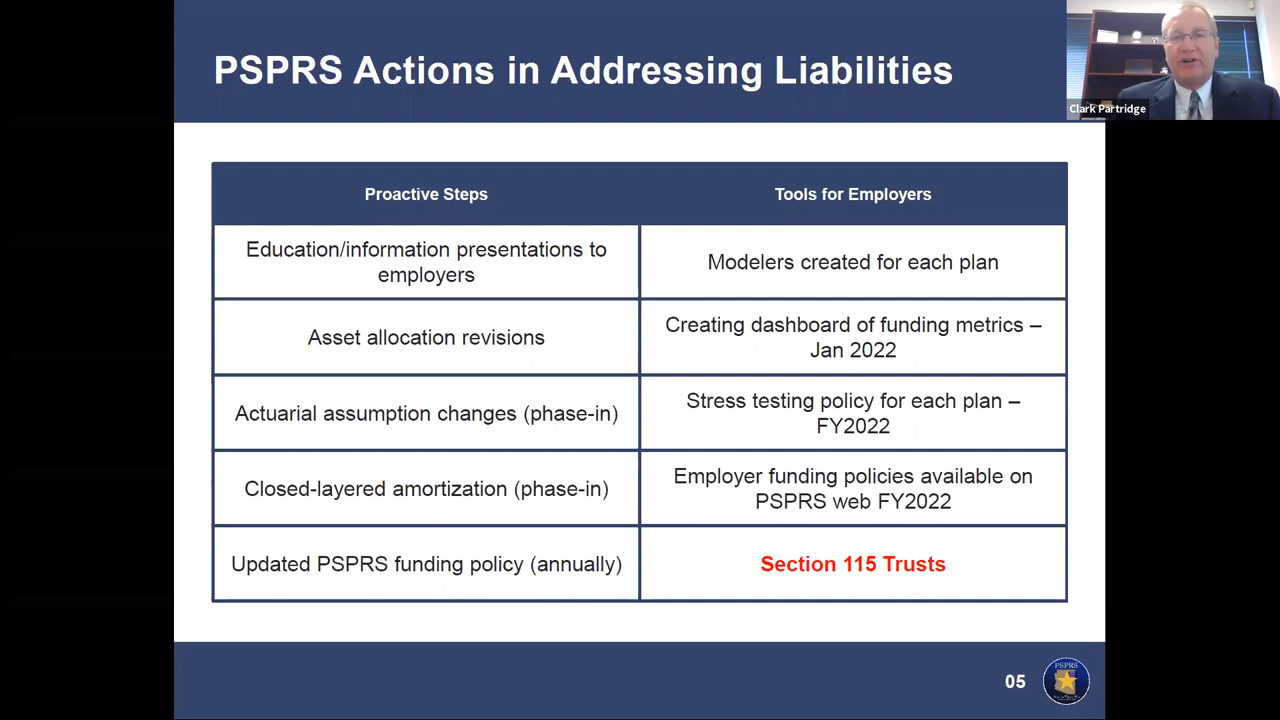 PSPRS Actions in Addressing Liabilities
Clark Partridge
Proactive Steps
Tools for Employers
Education/information presentations to
employers
Modelers created for each plan
Asset allocation revisions
Creating dashboard of funding metrics –
Jan 2022
Actuarial assumption changes (phase-in)
Stress testing policy for each plan –
FY2022
Closed-layered amortization (phase-in)
Employer funding policies available on
PSPRS web FY2022
Updated PSPRS funding policy (annually)
Section 115 Trusts
05
PSPRS